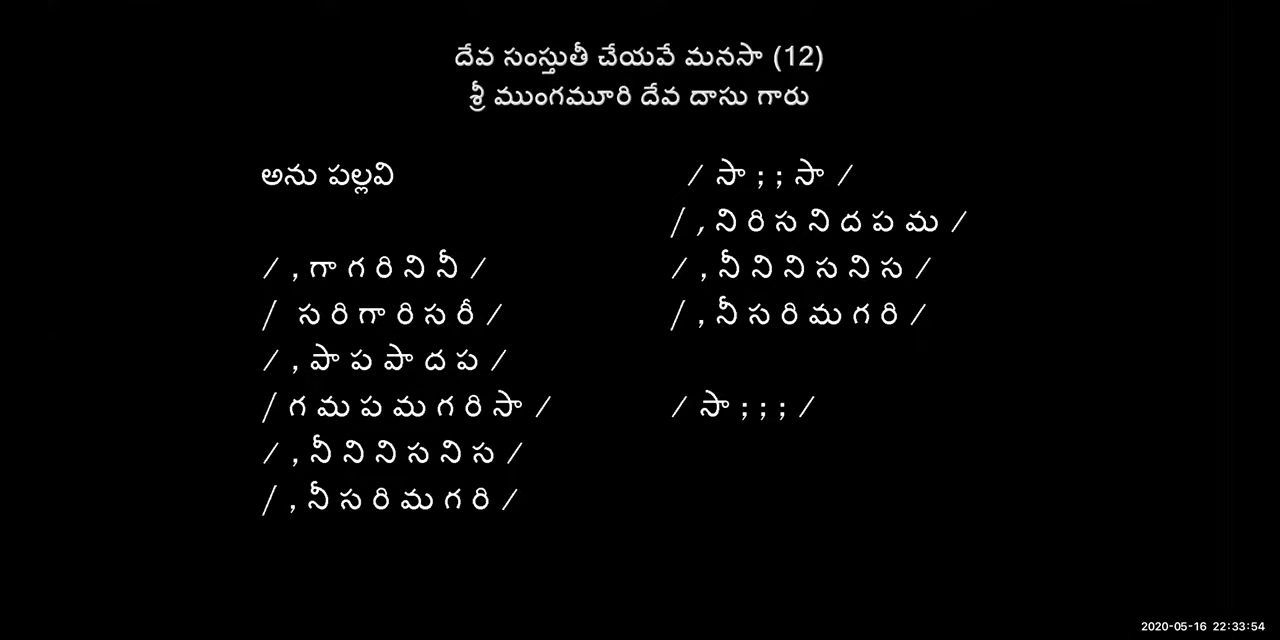 దేవ సంస్తుతీ చేయవే మనసా (12)
శ్రీ ముంగమూరి దేవ దాసు గారు
అను పల్లవి
/ , గా గ రి ని నీ /
/ స రి గా రి స రీ /
/ , పా ప పా ద ప /
/ గ మ ప మ గ రి సా /
/ , నీ ని ని స ని స /
/ , నీ స రి మ గ రి /
/ సా ; ; సా /
/ , ని రి స ని ద ప మ /
/ , నీ ని ని స ని స /
/ , నీ స రి మ గ రి /
/ సా ; ; ; /
2020-05-16 22:33:54